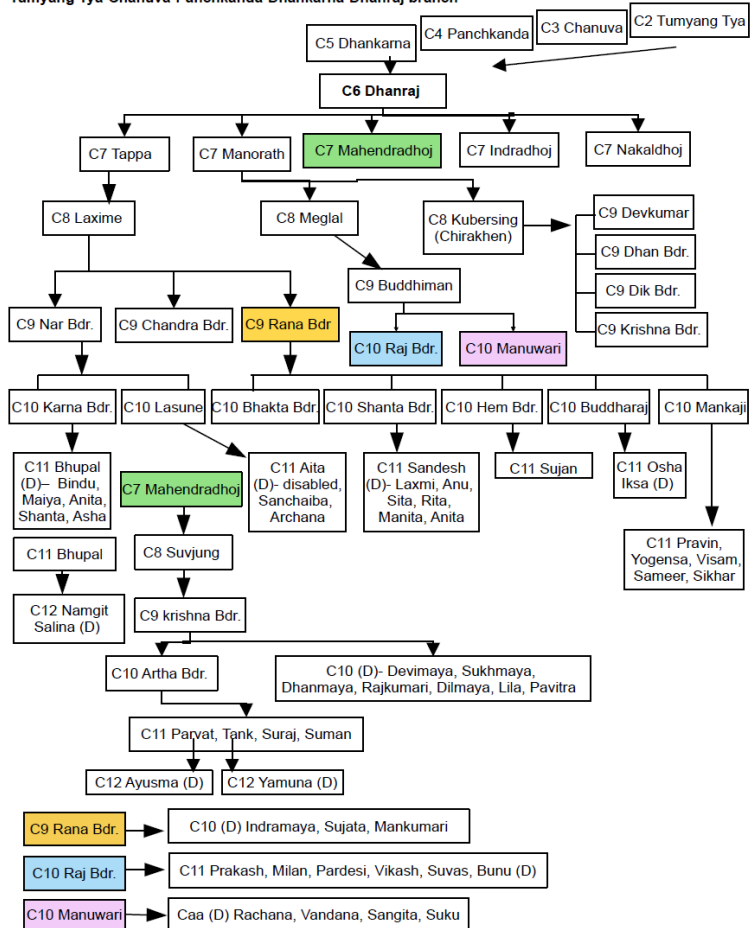 Tumyang Tya-Chanuva-Panchkanda-Dhankarna-Dhanraj branch
C2 Tumyang Tya
C3 Chanuva
C4 Panchkanda
C5 Dhankarna
C6 Dhanraj
C7 Tappa
C7 Manorath
C7 Mahendradhoj
C7 Indradhoj
C7 Nakaldhoj
C8 Laxime
C8 Meglal
C8 Kubersing
(Chirakhen)
C9 Devkumar
C9 Dhan Bdr.
C9 Dik Bdr.
C9 Krishna Bdr.
C9 Buddhiman
C9 Nar Bdr.
C9 Chandra Bdr.
C9 Rana Bdr
C10 Raj Bdr.
C10 Manuwari
C10 Karna Bdr.
C10 Lasune
C10 Bhakta Bdr.
C10 Shanta Bdr.
C10 Hem Bdr.
C10 Buddharaj
C10 Mankaji
C11 Bhupal
(D)– Bindu,
Maiya, Anita,
Shanta, Asha
C7 Mahendradhoj
C11 Aita
(D)- disabled,
Sanchaiba,
Archana
C11 Sandesh
(D)- Laxmi, Anu,
Sita, Rita,
Manita, Anita
C11 Sujan
C11 Osha
Iksa (D)
C11 Pravin,
Yogensa, Visam,
Sameer, Sikhar
C11 Bhupal
C8 Suvjung
C12 Namgit
Salina (D)
C9 krishna Bdr.
C10 Artha Bdr.
C10 (D)- Devimaya, Sukhmaya,
Dhanmaya, Rajkumari, Dilmaya, Lila, Pavitra
C11 Parvat, Tank, Suraj, Suman
C12 Ayusma (D)
C12 Yamuna (D)
C9 Rana Bdr.
C10 (D) Indramaya, Sujata, Mankumari
C10 Raj Bdr.
C11 Prakash, Milan, Pardesi, Vikash, Suvas, Bunu (D)
C10 Manuwari
Caa (D) Rachana, Vandana, Sangita, Suku